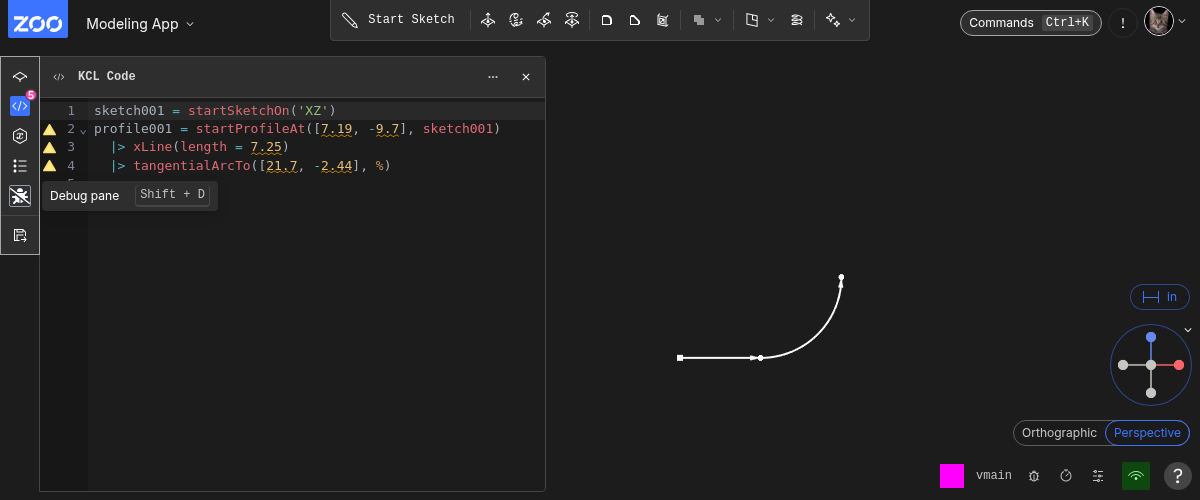 ZOO
Modeling App
Start Sketch
Commands Ctrl+K
!
KCL Code
5
1 sketch001 = startSketchOn('XZ')
2 profile001 = startProfileAt([7.19, -9.7], sketch001)
3 |> xLine(length = 7.25)
4 |> tangentialArcTo([21.7, -2.44], %)
Debug pane Shift + D
in
Orthographic Perspective
vmain
?